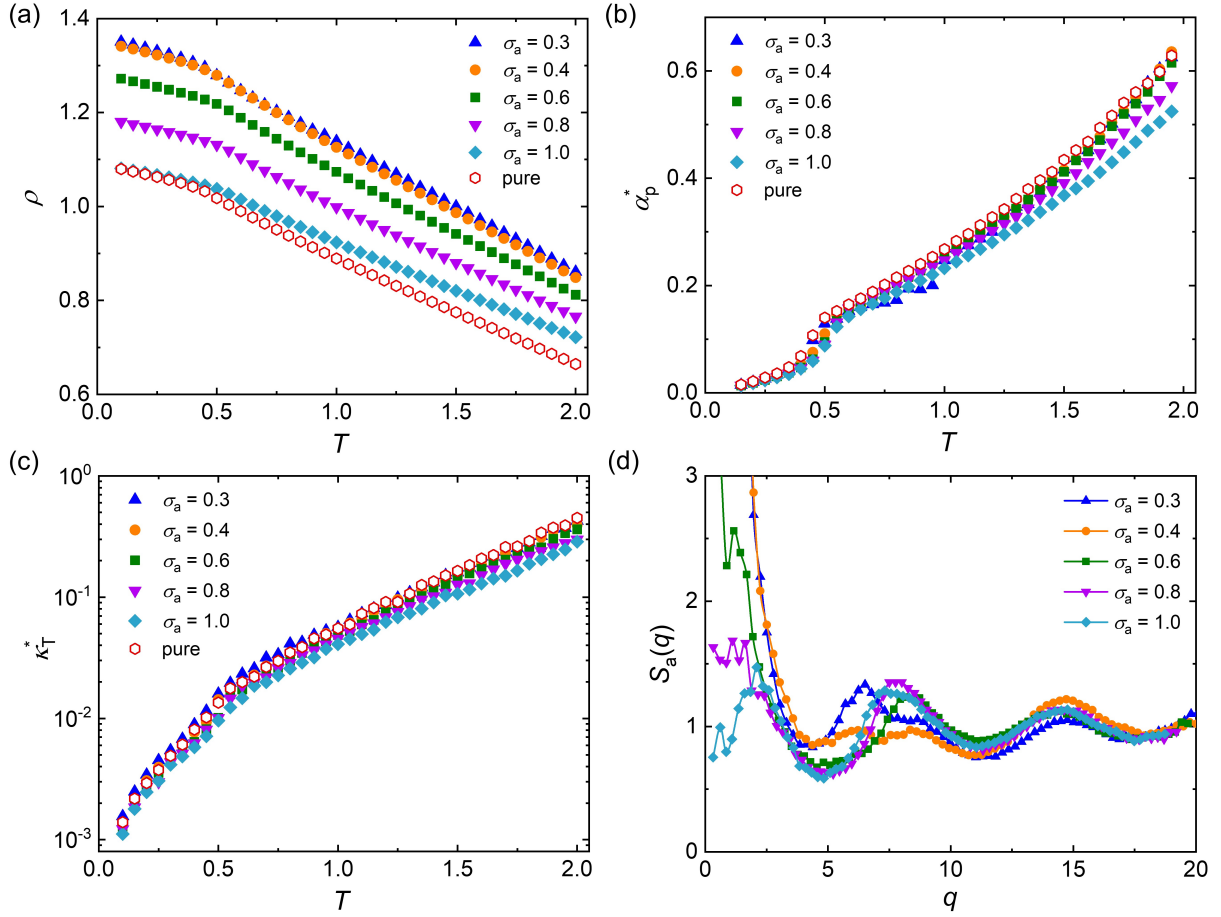 (a)
1.4
1.2
1.0
0.8
0.6
ρ
0.0 0.5 1.0 1.5 2.0
T
σa = 0.3
σa = 0.4
σa = 0.6
σa = 0.8
σa = 1.0
pure
(b)
0.6
0.4
0.2
0.0
α*p
0.0 0.5 1.0 1.5 2.0
T
σa = 0.3
σa = 0.4
σa = 0.6
σa = 0.8
σa = 1.0
pure
(c)
10^0
10^-1
10^-2
10^-3
κ*T
0.0 0.5 1.0 1.5 2.0
T
σa = 0.3
σa = 0.4
σa = 0.6
σa = 0.8
σa = 1.0
pure
(d)
3
2
1
0
Sa(q)
0 5 10 15 20
q
σa = 0.3
σa = 0.4
σa = 0.6
σa = 0.8
σa = 1.0